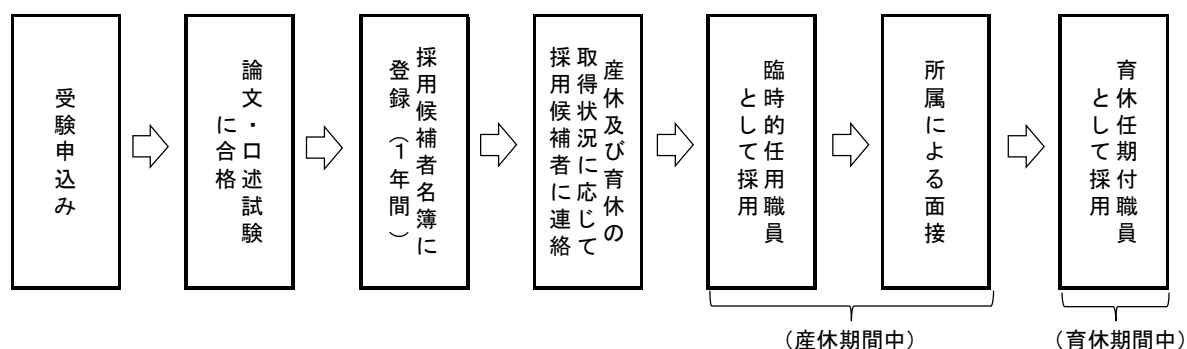 受験申込み
論文・口述試験
に合格
採用候補者名簿に
登録（１年間）
産休及び育休の
取得状況に応じて
採用候補者に連絡
臨時的任用職員
として採用
所属による面接
育休任期付職員
として採用
（産休期間中）
（育休期間中）